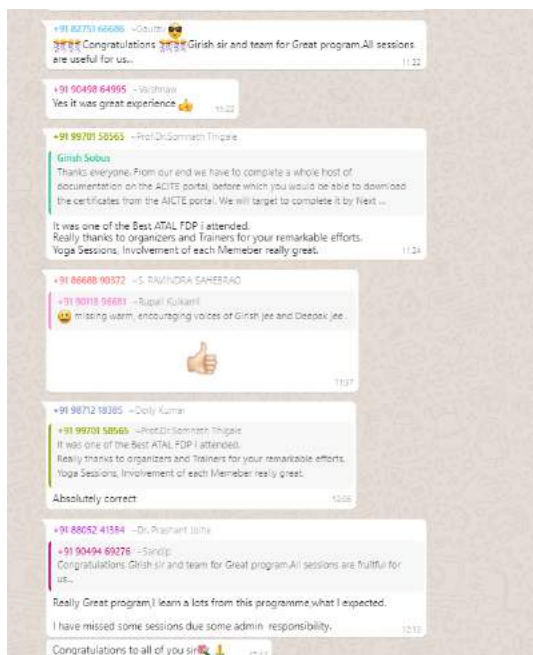 +91 82753 66686 ~Gauthri 😎
🎊🎊Congratulations 🎊🎊Girish sir and team for Great program.All sessions
are useful for us...
11:22
+91 90498 64995 ~Vaishnavi
Yes it was great experience 👍
11:22
+91 99701 58565 ~Prof.Dr.Somnath Thigale
Girish Sobus
Thanks everyone. From our end we have to complete a whole host of
documentation on the AICTE portal, before which you would be able to download
the certificates from the AICTE portal. We will target to complete it by Next ...
It was one of the Best ATAL FDP i attended.
Really thanks to organizers and Trainers for your remarkable efforts.
Yoga Sessions, Involvement of each Memeber really great.
11:24
+91 86688 90372 ~S. RAVINDRA SAHEBRAO
+91 90118 98681 ~Rupali Kulkarni
😀 missing warm, encouraging voices of Girish jee and Deepak jee .
👍🏻
11:37
+91 98712 18385 ~Dolly Kumar
+91 99701 58565 ~Prof.Dr.Somnath Thigale
It was one of the Best ATAL FDP i attended.
Really thanks to organizers and Trainers for your remarkable efforts.
Yoga Sessions, Involvement of each Memeber really great.
Absolutely correct
12:06
+91 88052 41584 ~Dr. Prashant
+91 90494 69276 ~Sandip
Congratulations Girish sir and team for Great program.All sessions are fruitful for
us...
Really Great program,I learn a lots from this programme,what I expected.
I have missed some sessions due some admin responsibility.
12:13
Congratulations to all of you sir💐🙏